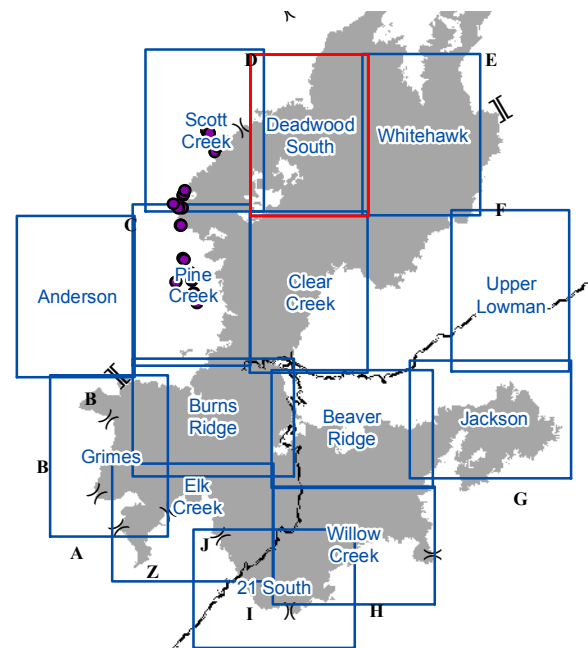 D
E
Scott
Creek
Deadwood
South
Whitehawk
C
F
Anderson
Pine
Creek
Clear
Creek
Upper
Lowman
B
Burns
Ridge
Beaver
Ridge
Jackson
B
Grimes
Elk
Creek
G
A
Z
J
Willow
Creek
21 South
I
H